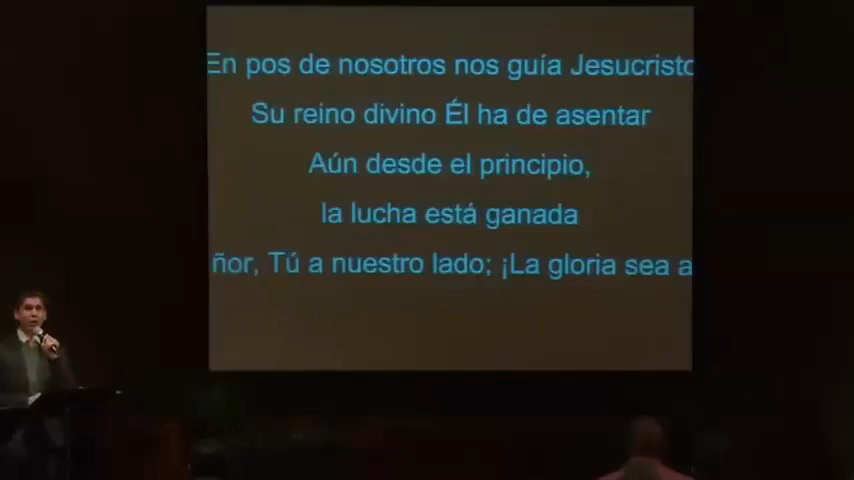 En pos de nosotros nos guía Jesucristo
Su reino divino Él ha de asentar
Aún desde el principio,
la lucha está ganada
ñor, Tú a nuestro lado; ¡La gloria sea a